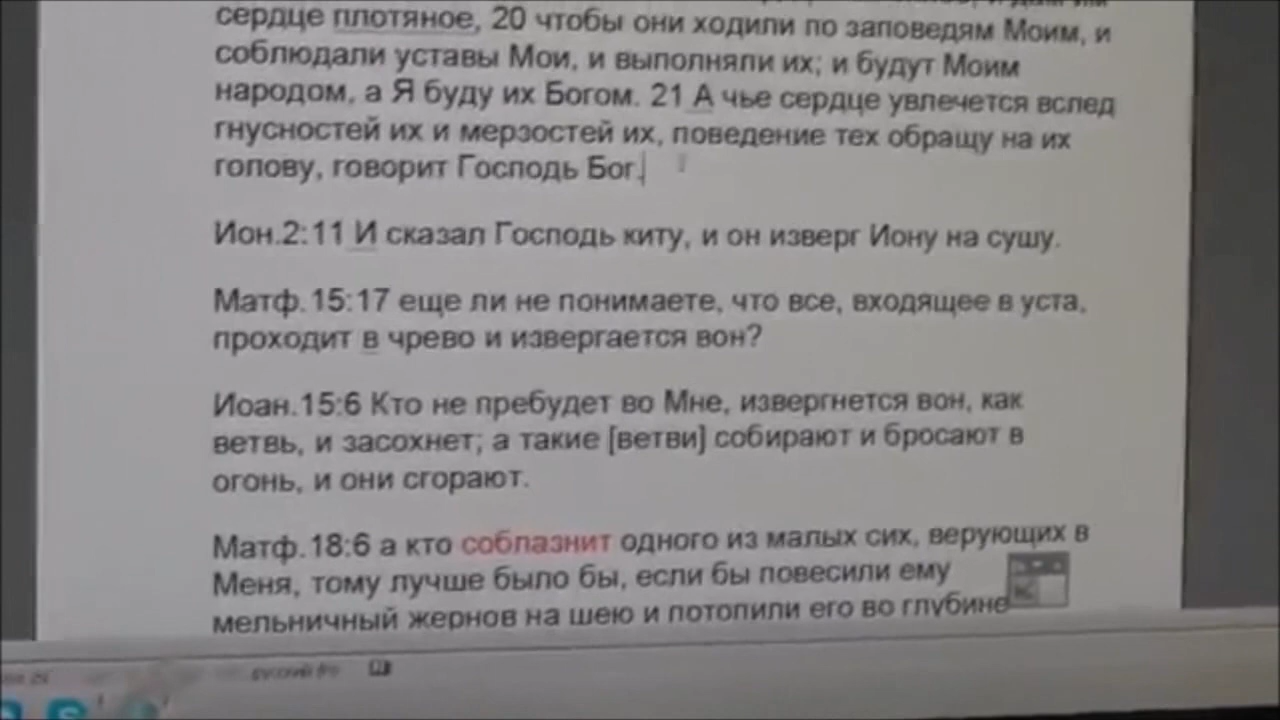 сердце плотяное, 20 чтобы они ходили по заповедям Моим, и
соблюдали уставы Мои, и выполняли их; и будут Моим
народом, а Я буду их Богом. 21 А чье сердце увлечется вслед
гнусностей их и мерзостей их, поведение тех обращу на их
голову, говорит Господь Бог.
Ион.2:11 И сказал Господь киту, и он изверг Иону на сушу.
Матф.15:17 еще ли не понимаете, что все, входящее в уста,
проходит в чрево и извергается вон?
Иоан.15:6 Кто не пребудет во Мне, извергнется вон, как
ветвь, и засохнет; а такие [ветви] собирают и бросают в
огонь, и они сгорают.
Матф.18:6 а кто соблазнит одного из малых сих, верующих в
Меня, тому лучше было бы, если бы повесили ему
мельничный жернов на шею и потопили его во глубине